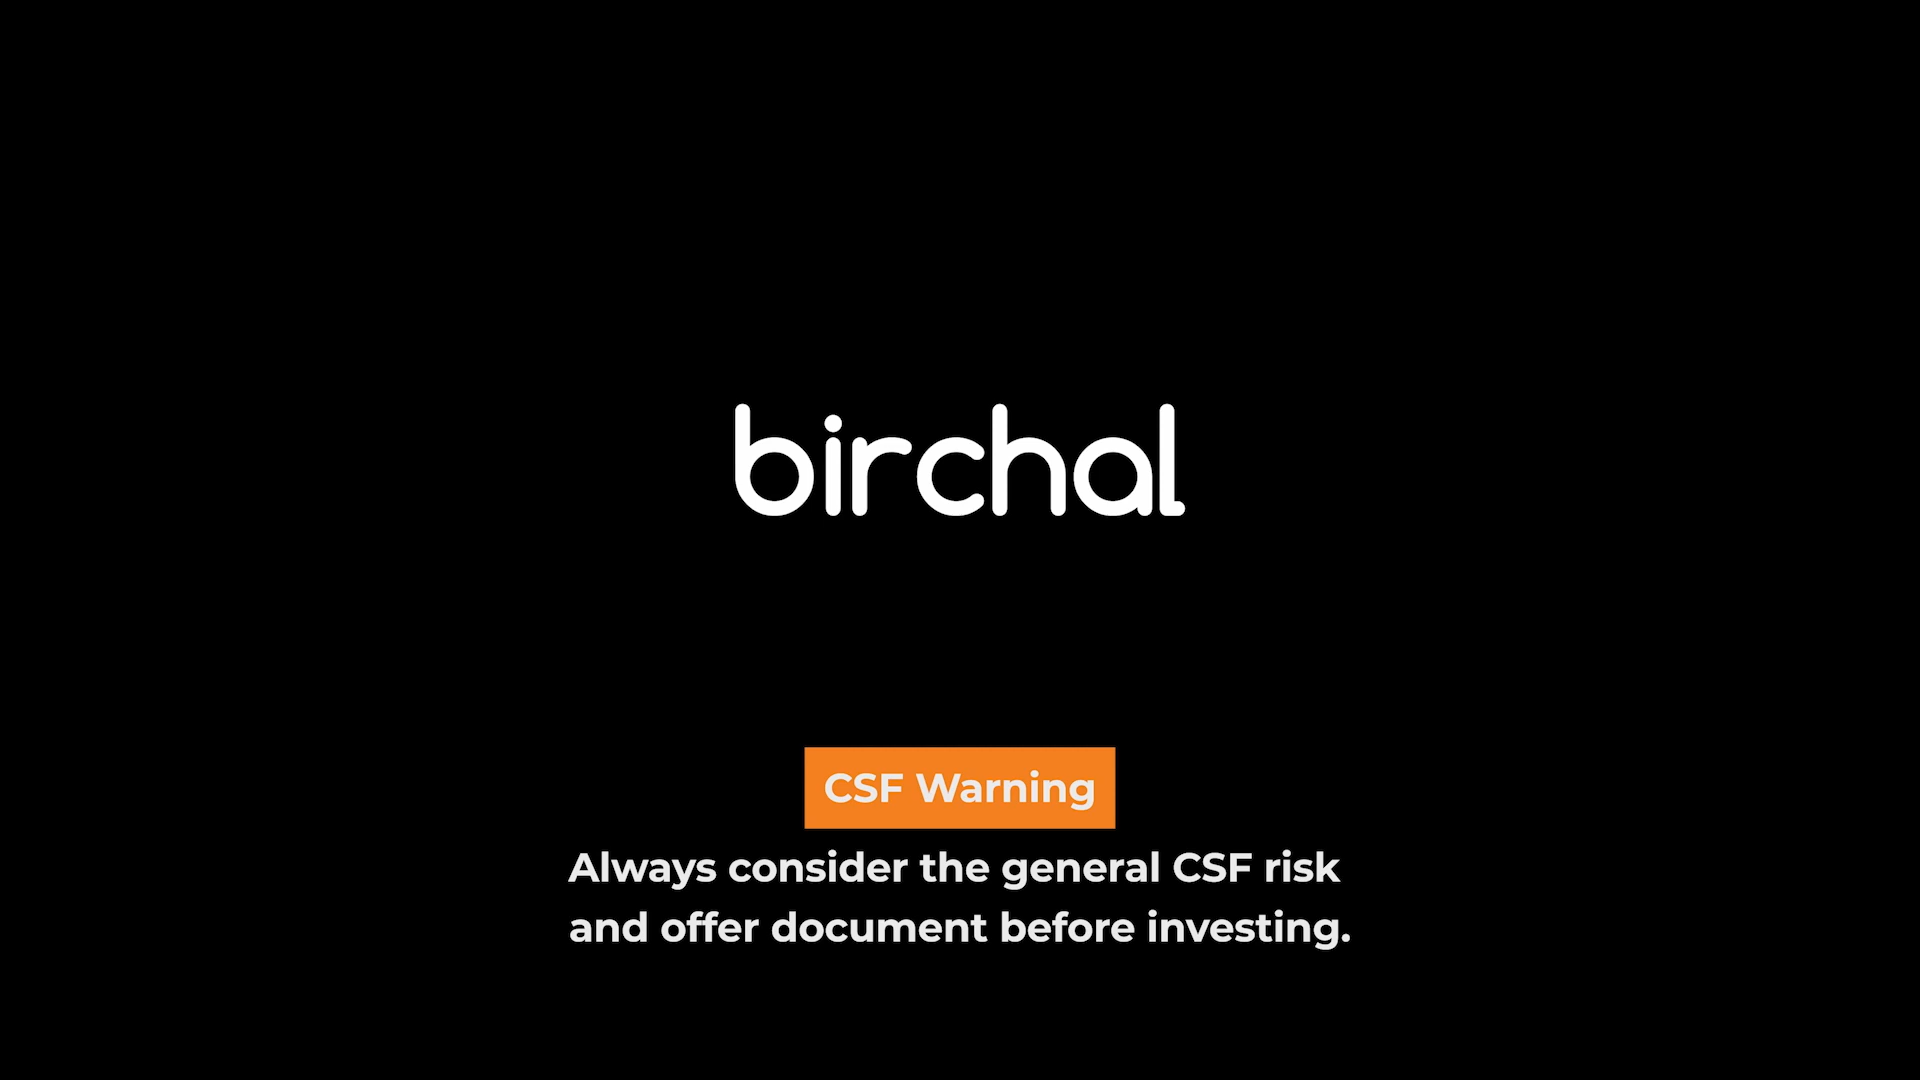 birchal
CSF Warning
Always consider the general CSF risk
and offer document before investing.